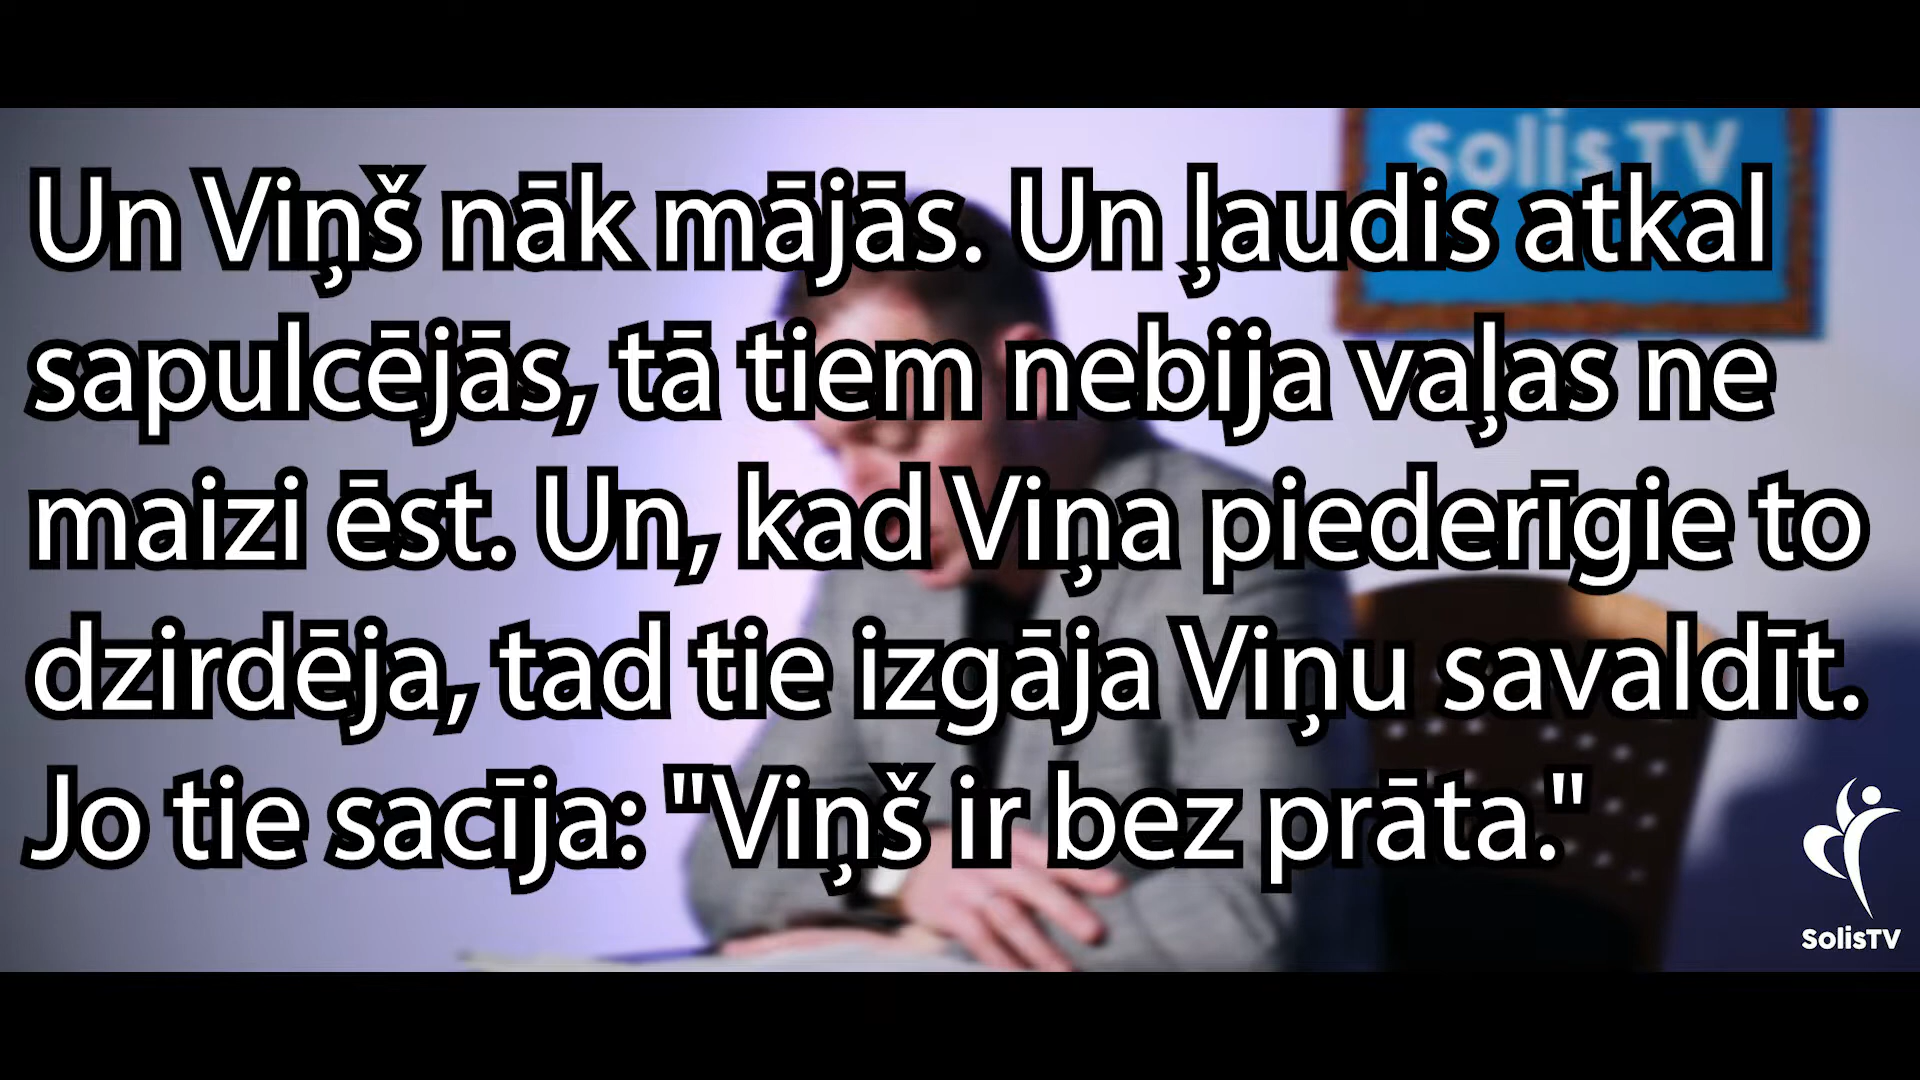 SolisTV
Un Viņš nāk mājās. Un ļaudis atkal
sapulcējās, tā tiem nebija vaļas ne
maizi ēst. Un, kad Viņa piederīgie to
dzirdēja, tad tie izgāja Viņu savaldīt.
Jo tie sacīja: "Viņš ir bez prāta."
SolisTV